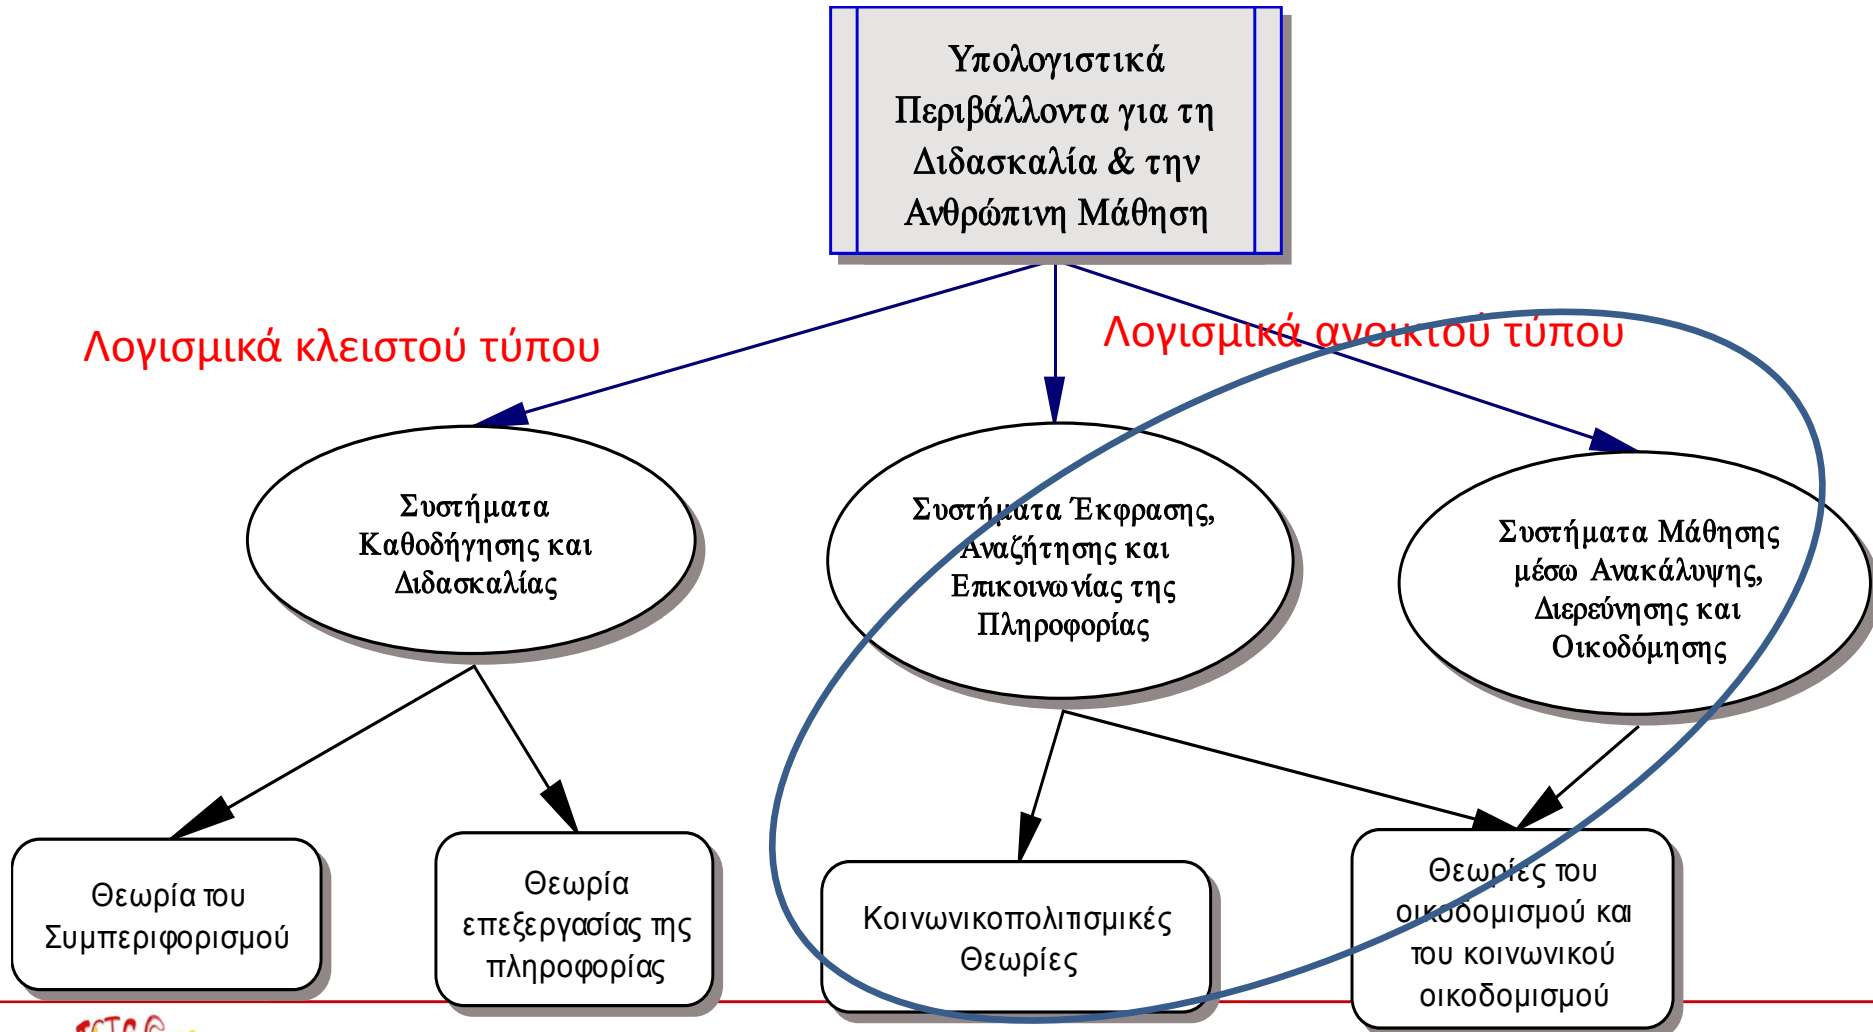 Υπολογιστικά
Περιβάλλοντα για τη
Διδασκαλία & την
Ανθρώπινη Μάθηση
Λογισμικά κλειστού τύπου
Λογισμικά ανοικτού τύπου
Συστήματα
Καθοδήγησης και
Διδασκαλίας
Συστήματα Έκφρασης,
Αναζήτησης και
Επικοινωνίας της
Πληροφορίας
Συστήματα Μάθησης
μέσω Ανακάλυψης,
Διερεύνησης και
Οικοδόμησης
Θεωρία του
Συμπεριφορισμού
Θεωρία
επεξεργασίας της
πληροφορίας
Κοινωνικοπολιτισμικές
Θεωρίες
Θεωρίες του
οικοδομισμού και
του κοινωνικού
οικοδομισμού